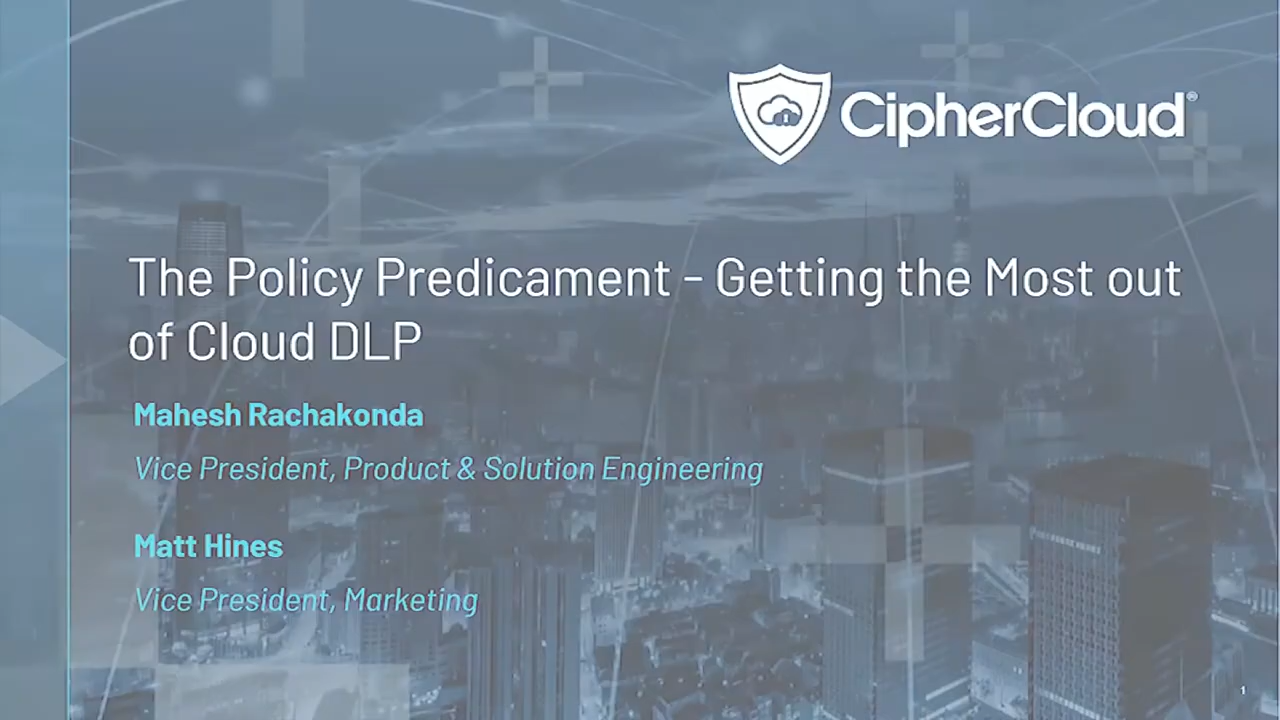 CipherCloud®
The Policy Predicament – Getting the Most out
of Cloud DLP
Mahesh Rachakonda
Vice President, Product & Solution Engineering
Matt Hines
Vice President, Marketing
1